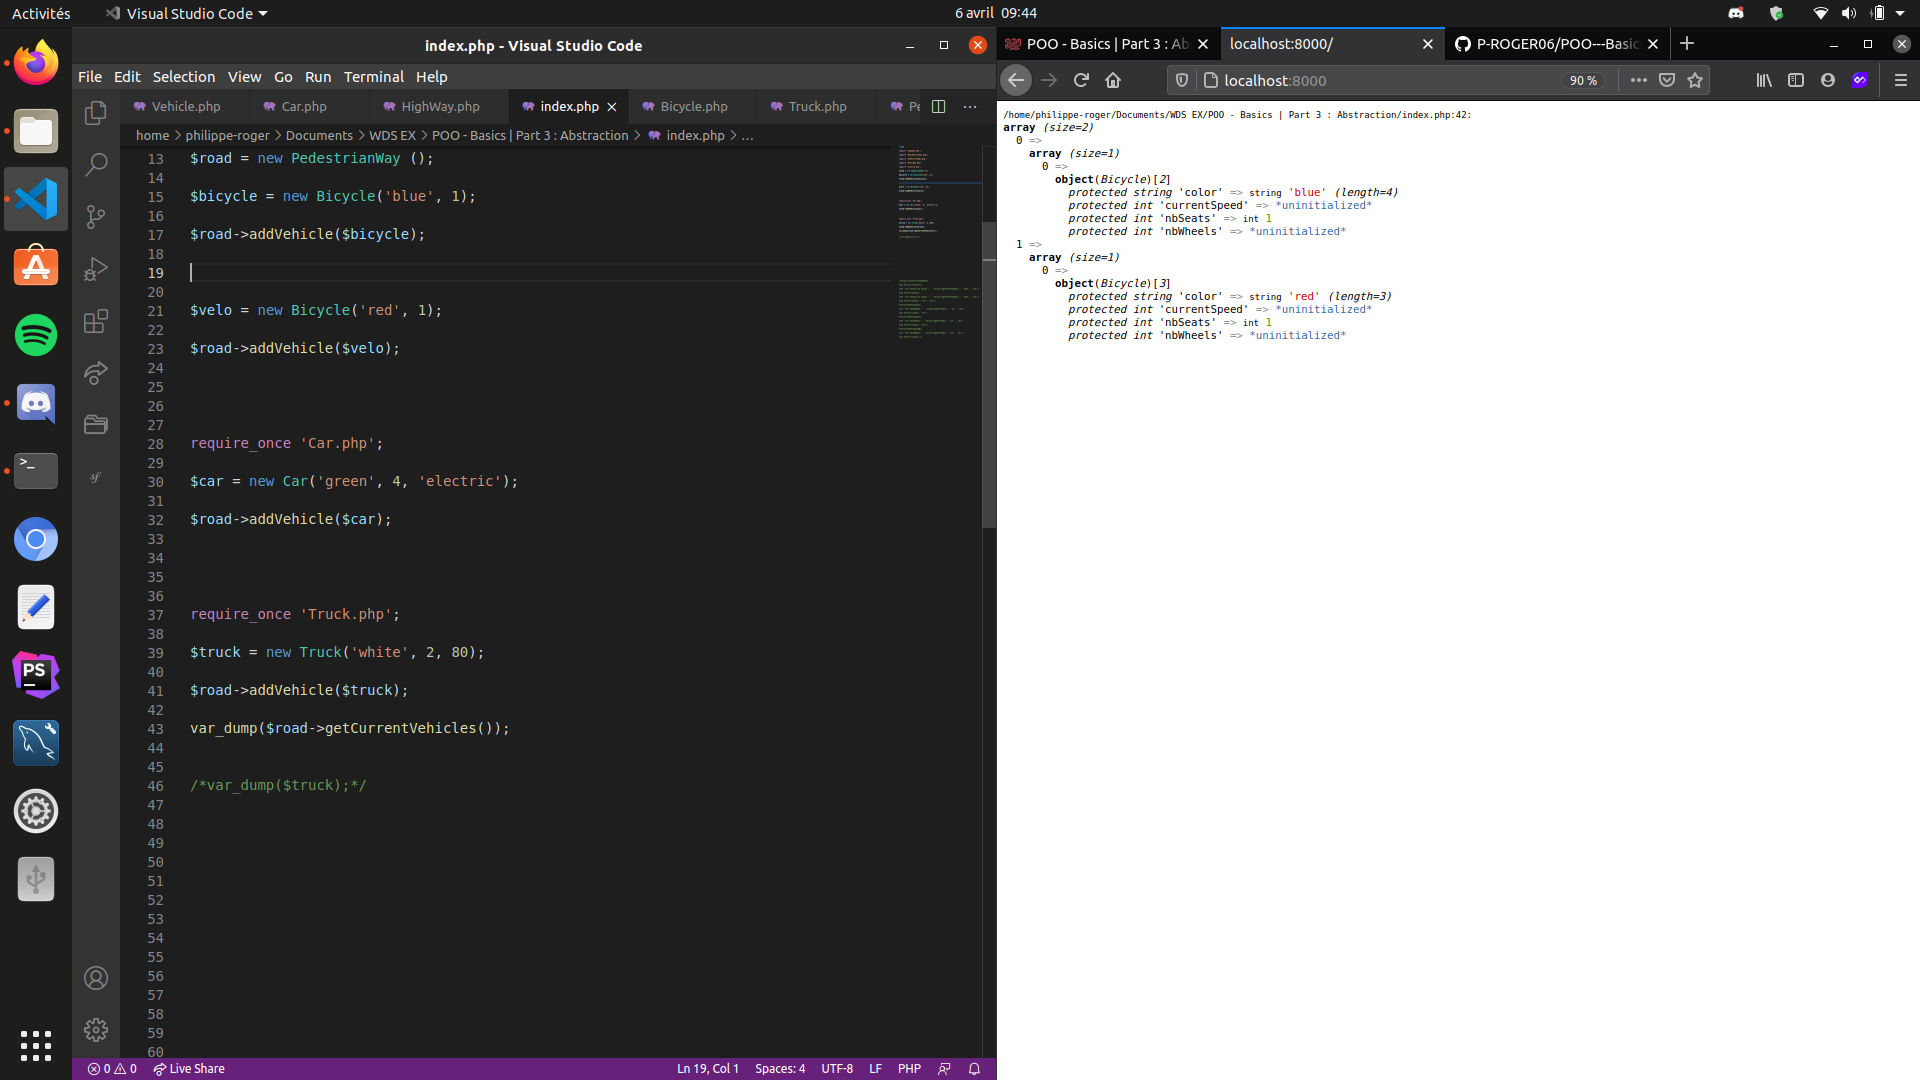 Activités
Visual Studio Code
6 avril 09:44
index.php - Visual Studio Code
File Edit Selection View Go Run Terminal Help
Vehicle.php
Car.php
HighWay.php
index.php
Bicycle.php
Truck.php
Pe
home > philippe-roger > Documents > WDS EX > POO - Basics | Part 3 : Abstraction > index.php > ...
13 $road = new PedestrianWay ();
14
15 $bicycle = new Bicycle('blue', 1);
16
17 $road->addVehicle($bicycle);
18
19
20
21 $velo = new Bicycle('red', 1);
22
23 $road->addVehicle($velo);
24
25
26
27
28 require_once 'Car.php';
29
30 $car = new Car('green', 4, 'electric');
31
32 $road->addVehicle($car);
33
34
35
36
37 require_once 'Truck.php';
38
39 $truck = new Truck('white', 2, 80);
40
41 $road->addVehicle($truck);
42
43 var_dump($road->getCurrentVehicles());
44
45
46 /*var_dump($truck);*/
47
48
49
50
51
52
53
54
55
56
57
58
59
60
0 0 Live Share
Ln 19, Col 1 Spaces: 4 UTF-8 LF PHP
POO - Basics | Part 3 : Ab
localhost:8000/
P-ROGER06/POO---Basic
localhost:8000
90 %
/home/philippe-roger/Documents/WDS EX/POO - Basics | Part 3 : Abstraction/index.php:42:
array (size=2)
0 =>
array (size=1)
0 =>
object(Bicycle)[2]
protected string 'color' => string 'blue' (length=4)
protected int 'currentSpeed' => *uninitialized*
protected int 'nbSeats' => int 1
protected int 'nbWheels' => *uninitialized*
1 =>
array (size=1)
0 =>
object(Bicycle)[3]
protected string 'color' => string 'red' (length=3)
protected int 'currentSpeed' => *uninitialized*
protected int 'nbSeats' => int 1
protected int 'nbWheels' => *uninitialized*